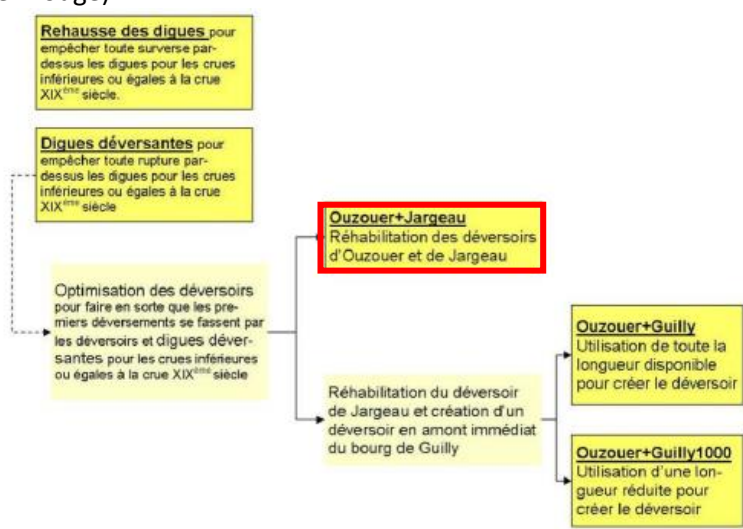 Rehausse des digues pour
empêcher toute surverse par-
dessus les digues pour les crues
inférieures ou égales à la crue
XIXème siècle.
Digues déversantes pour
empêcher toute rupture par-
dessus les digues pour les crues
inférieures ou égales à la crue
XIXème siècle
Optimisation des déversoirs
pour faire en sorte que les pre-
miers déversements se fassent par
les déversoirs et digues déver-
santes pour les crues inférieures
ou égales à la crue XIXème siècle
Ouzouer+Jargeau
Réhabilitation des déversoirs
d'Ouzouer et de Jargeau
Réhabilitation du déversoir
de Jargeau et création d'un
déversoir en amont immédiat
du bourg de Guilly
Ouzouer+Guilly
Utilisation de toute la
longueur disponible
pour créer le déversoir
Ouzouer+Guilly1000
Utilisation d'une lon-
gueur réduite pour
créer le déversoir